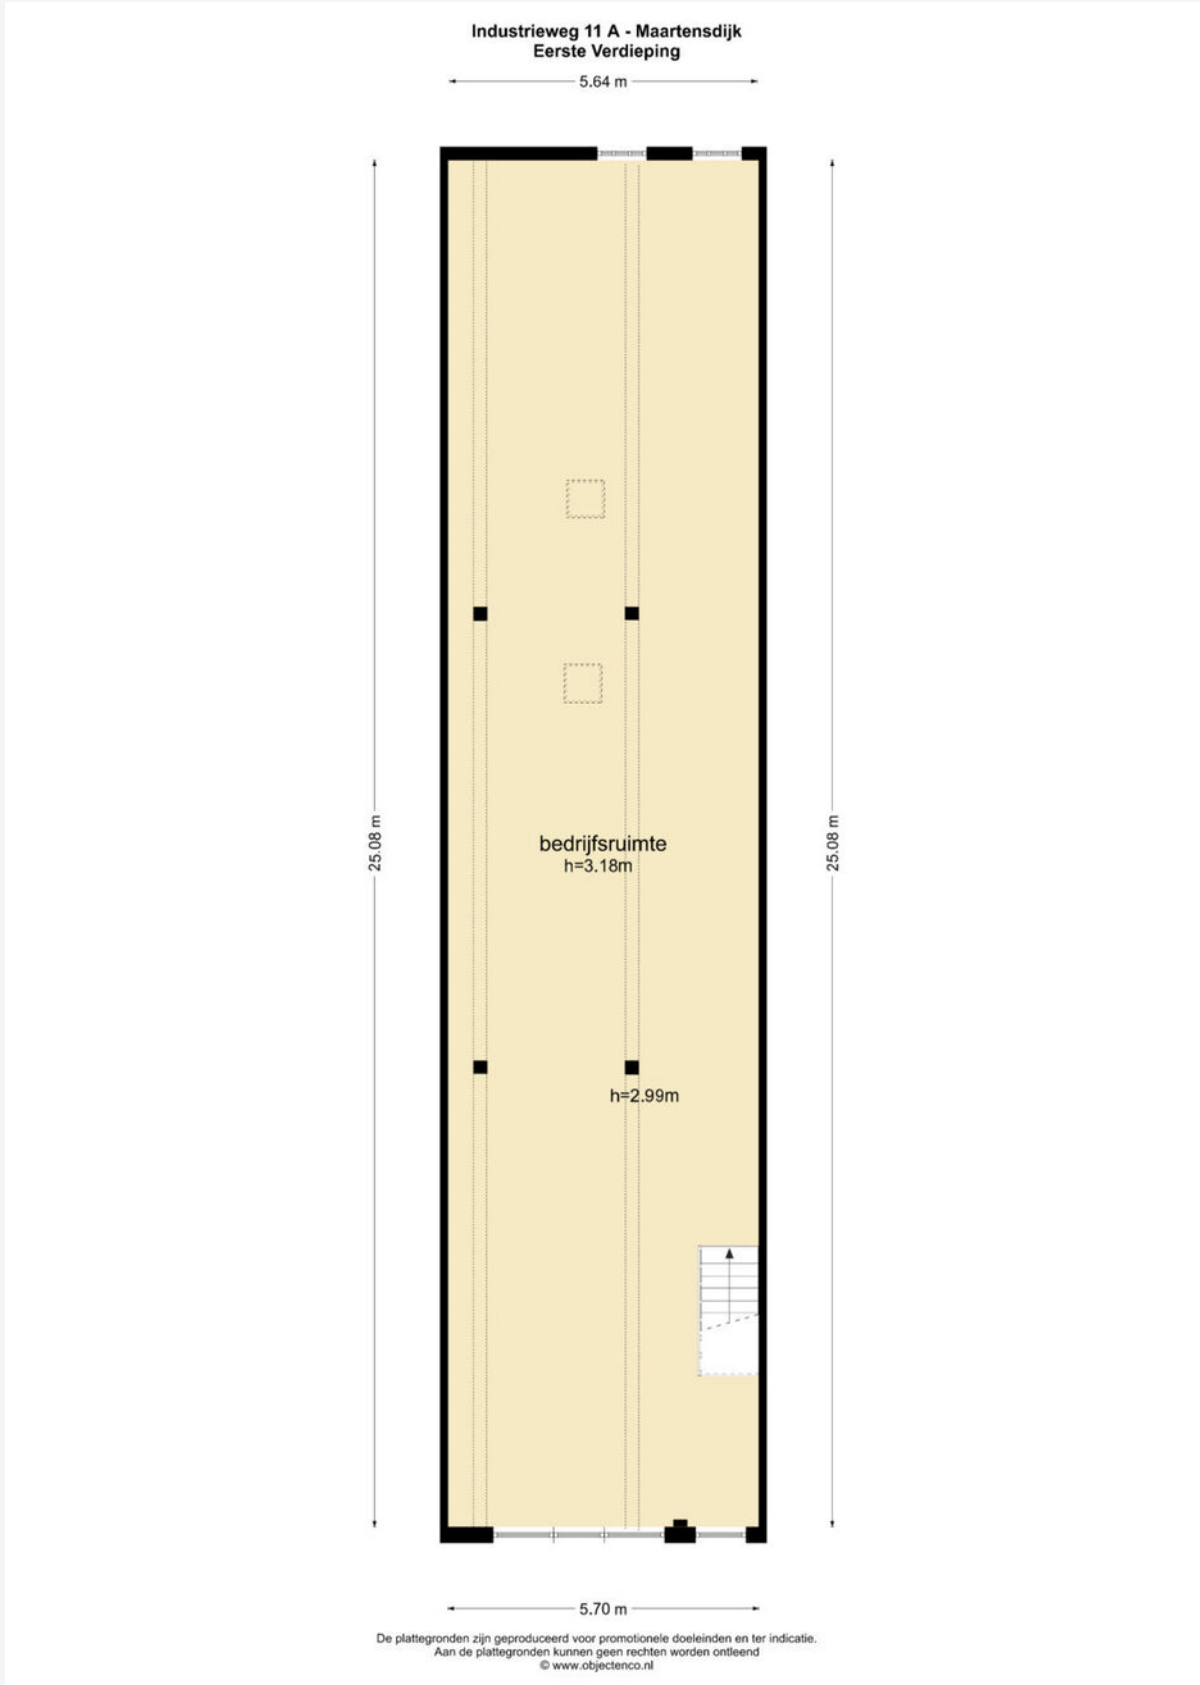 Industrieweg 11 A - Maartensdijk
Eerste Verdieping
5.64 m
25.08 m
25.08 m
bedrijfsruimte
h=3.18m
h=2.99m
5.70 m
De plattegronden zijn geproduceerd voor promotionele doeleinden en ter indicatie.
Aan de plattegronden kunnen geen rechten worden ontleend
© www.objectenco.nl